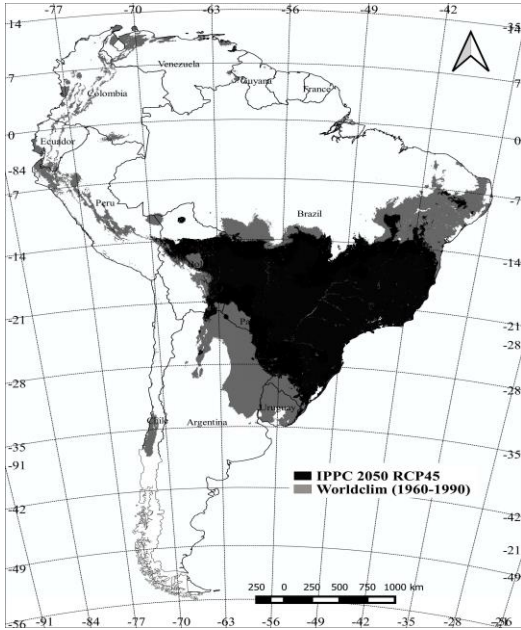 -77 -70 -63 -56 -49 -42
14 14
Venezuela
7 Guyana 7
Colombia France
0 Ecuador 0
-84
-7 Peru Brazil -7
-14 -14
-21 -21
-28 Uruguay -28
Chile Argentina
-35 -35
-91
IPPC 2050 RCP45
-42 Worldclim (1960-1990) -42
-21
-49 -49
250 0 250 500 750 1000 km
-56 -91 -84 -77 -70 -63 -56 -49 -42 -35